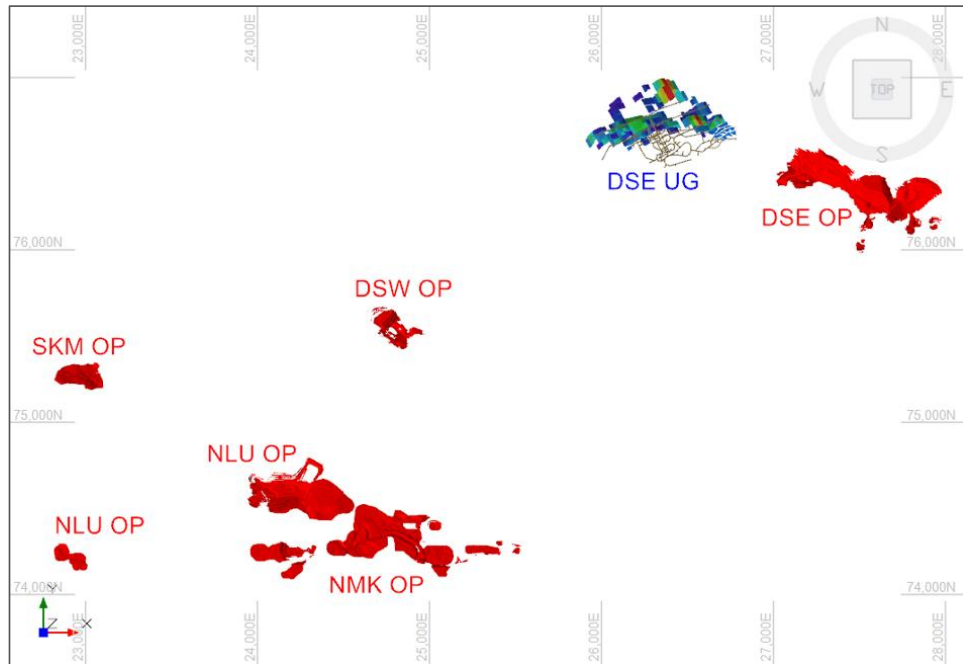 23,000E
24,000E
25,000E
26,000E
27,000E
28,000E
N
W
TOP
E
S
DSE UG
DSE OP
76,000N
76,000N
DSW OP
SKM OP
75,000N
75,000N
NLU OP
NLU OP
NMK OP
74,000N
74,000N
Y
Z
X
23,000E
24,000E
25,000E
26,000E
27,000E
28,000E